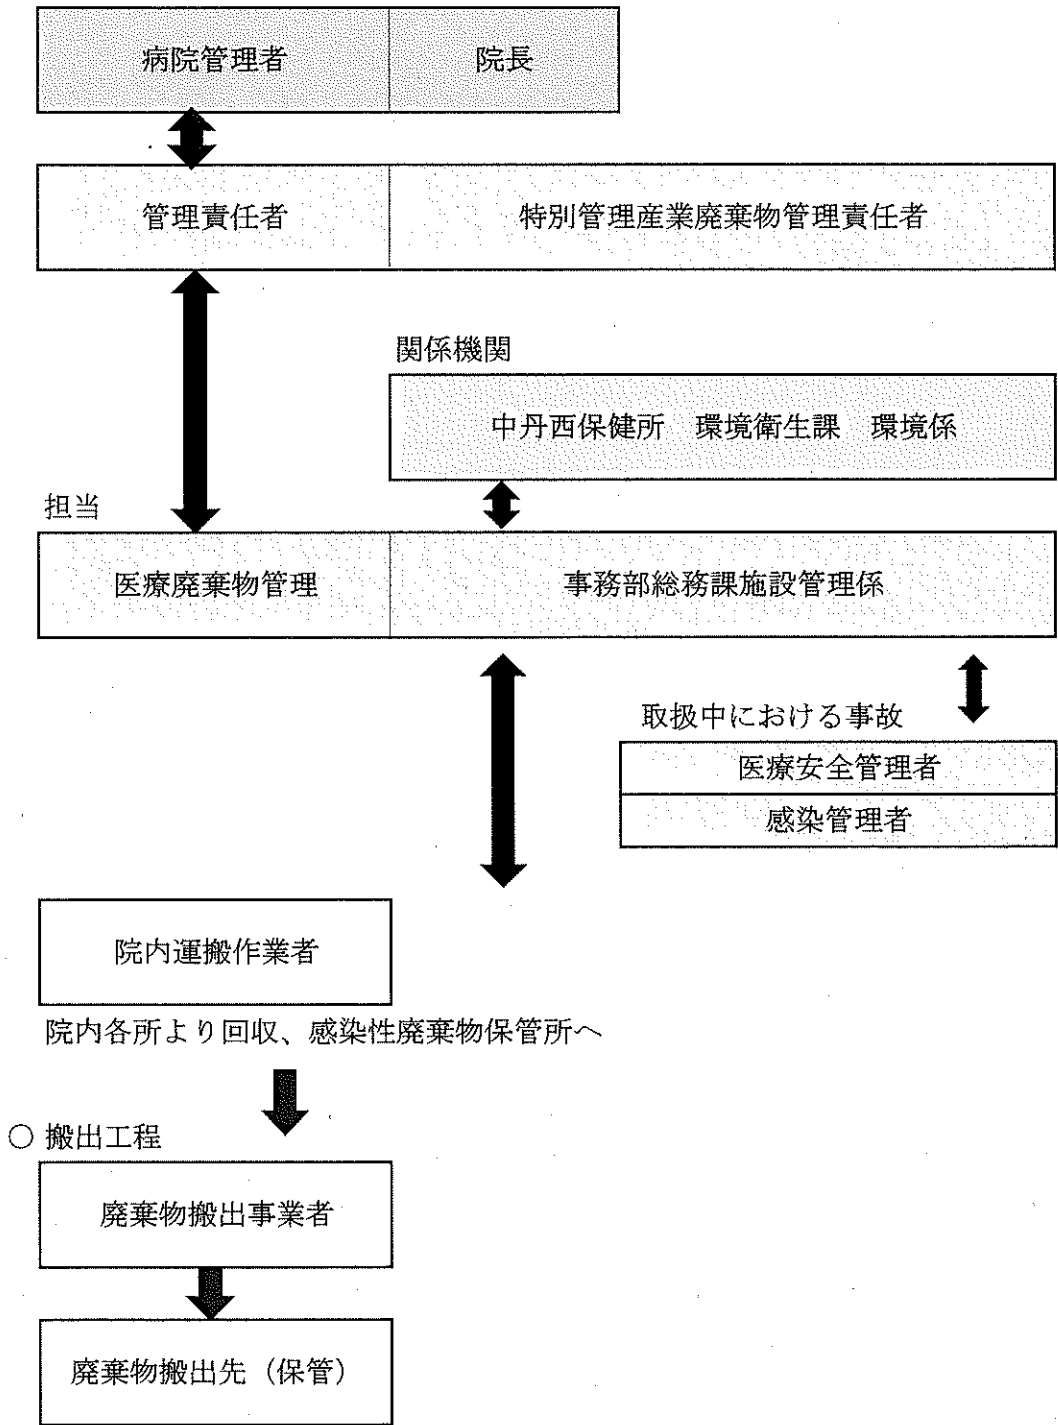 病院管理者 院長
管理責任者 特別管理産業廃棄物管理責任者
関係機関
中丹西保健所 環境衛生課 環境係
担当
医療廃棄物管理 事務部総務課施設管理係
取扱中における事故
医療安全管理者
感染管理者
院内運搬作業者
院内各所より回収、感染性廃棄物保管所へ
○ 搬出工程
廃棄物搬出事業者
廃棄物搬出先（保管）